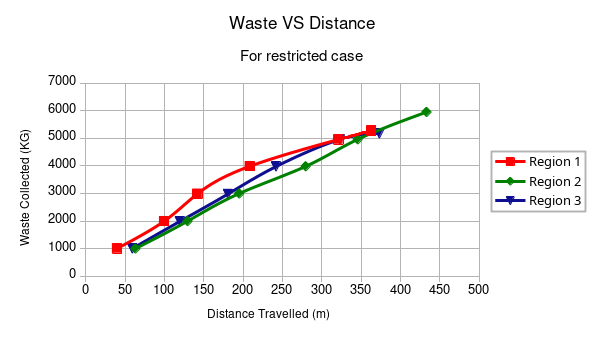 Waste VS Distance
For restricted case
7000
6000
5000
4000
3000
2000
1000
0
Waste Collected (KG)
0 50 100 150 200 250 300 350 400 450 500
Distance Travelled (m)
Region 1
Region 2
Region 3